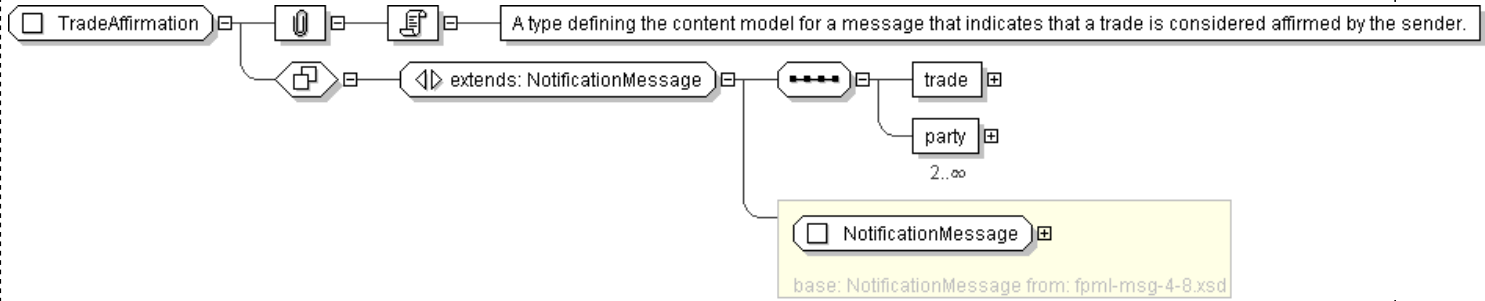 TradeAffirmation
A type defining the content model for a message that indicates that a trade is considered affirmed by the sender.
extends: NotificationMessage
trade
party
2..∞
NotificationMessage
base: NotificationMessage from: fpml-msg-4-8.xsd